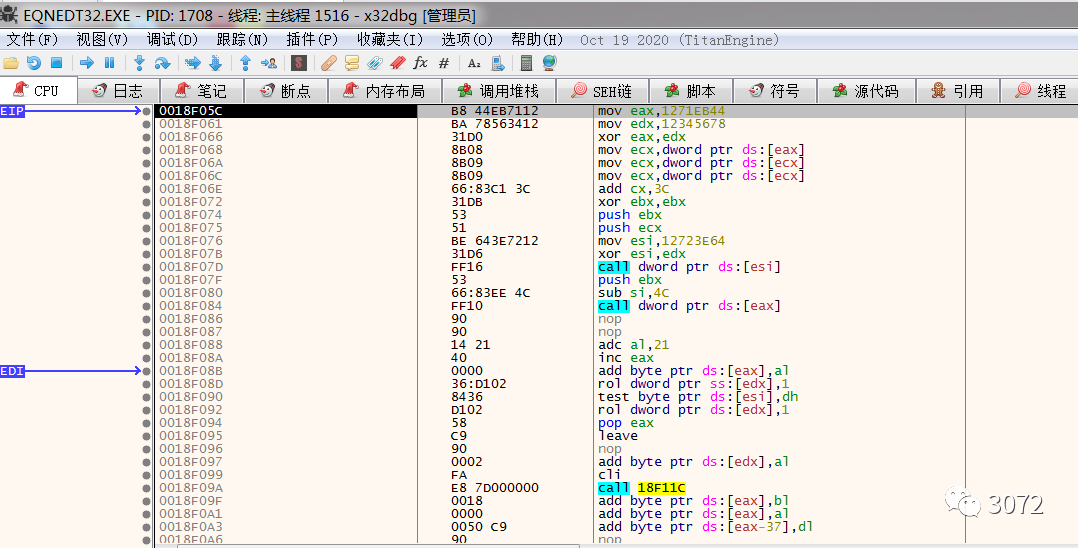 EQNEDT32.EXE - PID: 1708 - 线程: 主线程 1516 - x32dbg [管理员]
文件(F) 视图(V) 调试(D) 跟踪(N) 插件(P) 收藏夹(I) 选项(O) 帮助(H) Oct 19 2020 (TitanEngine)
$ fx # A₂
CPU 日志 笔记 断点 内存布局 调用堆栈 SEH链 脚本 符号 源代码 引用 线程
EIP 0018F05C B8 44EB7112 mov eax,1271EB44
0018F061 BA 78563412 mov edx,12345678
0018F066 31D0 xor eax,edx
0018F068 8B08 mov ecx,dword ptr ds:[eax]
0018F06A 8B09 mov ecx,dword ptr ds:[ecx]
0018F06C 8B09 mov ecx,dword ptr ds:[ecx]
0018F06E 66:83C1 3C add cx,3C
0018F072 31DB xor ebx,ebx
0018F074 53 push ebx
0018F075 51 push ecx
0018F076 BE 643E7212 mov esi,12723E64
0018F07B 31D6 xor esi,edx
0018F07D FF16 call dword ptr ds:[esi]
0018F07F 53 push ebx
0018F080 66:83EE 4C sub si,4C
0018F084 FF10 call dword ptr ds:[eax]
0018F086 90 nop
0018F087 90 nop
0018F088 14 21 adc al,21
0018F08A 40 inc eax
EDI 0018F08B 0000 add byte ptr ds:[eax],al
0018F08D 36:D102 rol dword ptr ss:[edx],1
0018F090 8436 test byte ptr ds:[esi],dh
0018F092 D102 rol dword ptr ds:[edx],1
0018F094 58 pop eax
0018F095 C9 leave
0018F096 90 nop
0018F097 0002 add byte ptr ds:[edx],al
0018F099 FA cli
0018F09A E8 7D000000 call 18F11C
0018F09F 0018 add byte ptr ds:[eax],bl
0018F0A1 0000 add byte ptr ds:[eax],al
0018F0A3 0050 C9 add byte ptr ds:[eax-37],dl
0018F0A6 90 nop
3072